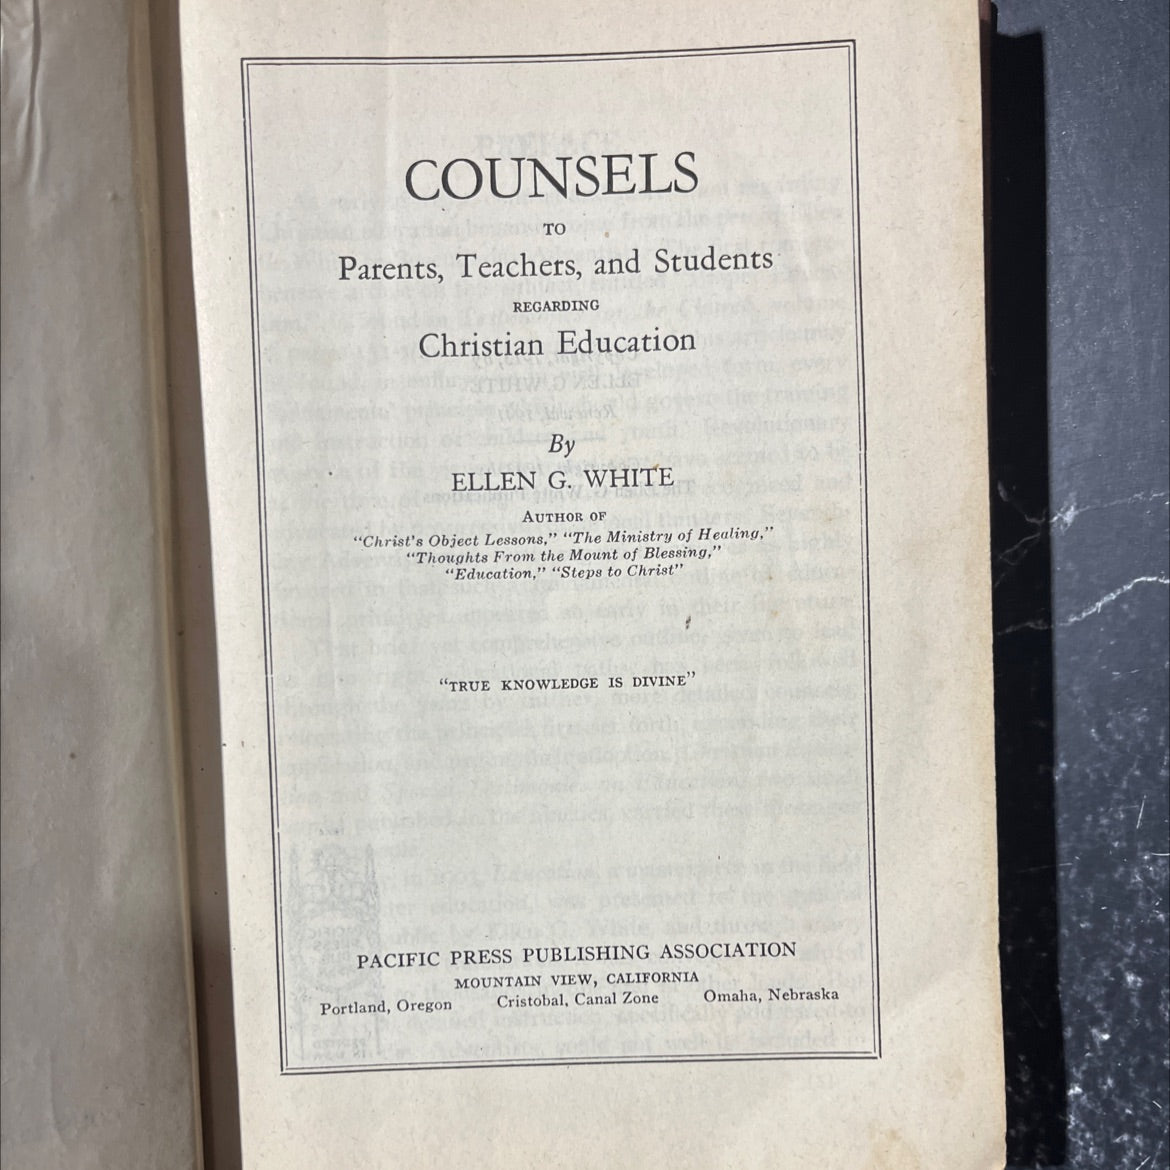 COUNSELS
TO
Parents, Teachers, and Students
REGARDING
Christian Education
By
ELLEN G. WHITE
AUTHOR OF
“Christ's Object Lessons,” “The Ministry of Healing,”
“Thoughts From the Mount of Blessing,”
“Education,” “Steps to Christ”
“TRUE KNOWLEDGE IS DIVINE”
PACIFIC PRESS PUBLISHING ASSOCIATION
MOUNTAIN VIEW, CALIFORNIA
Portland, Oregon Cristobal, Canal Zone Omaha, Nebraska